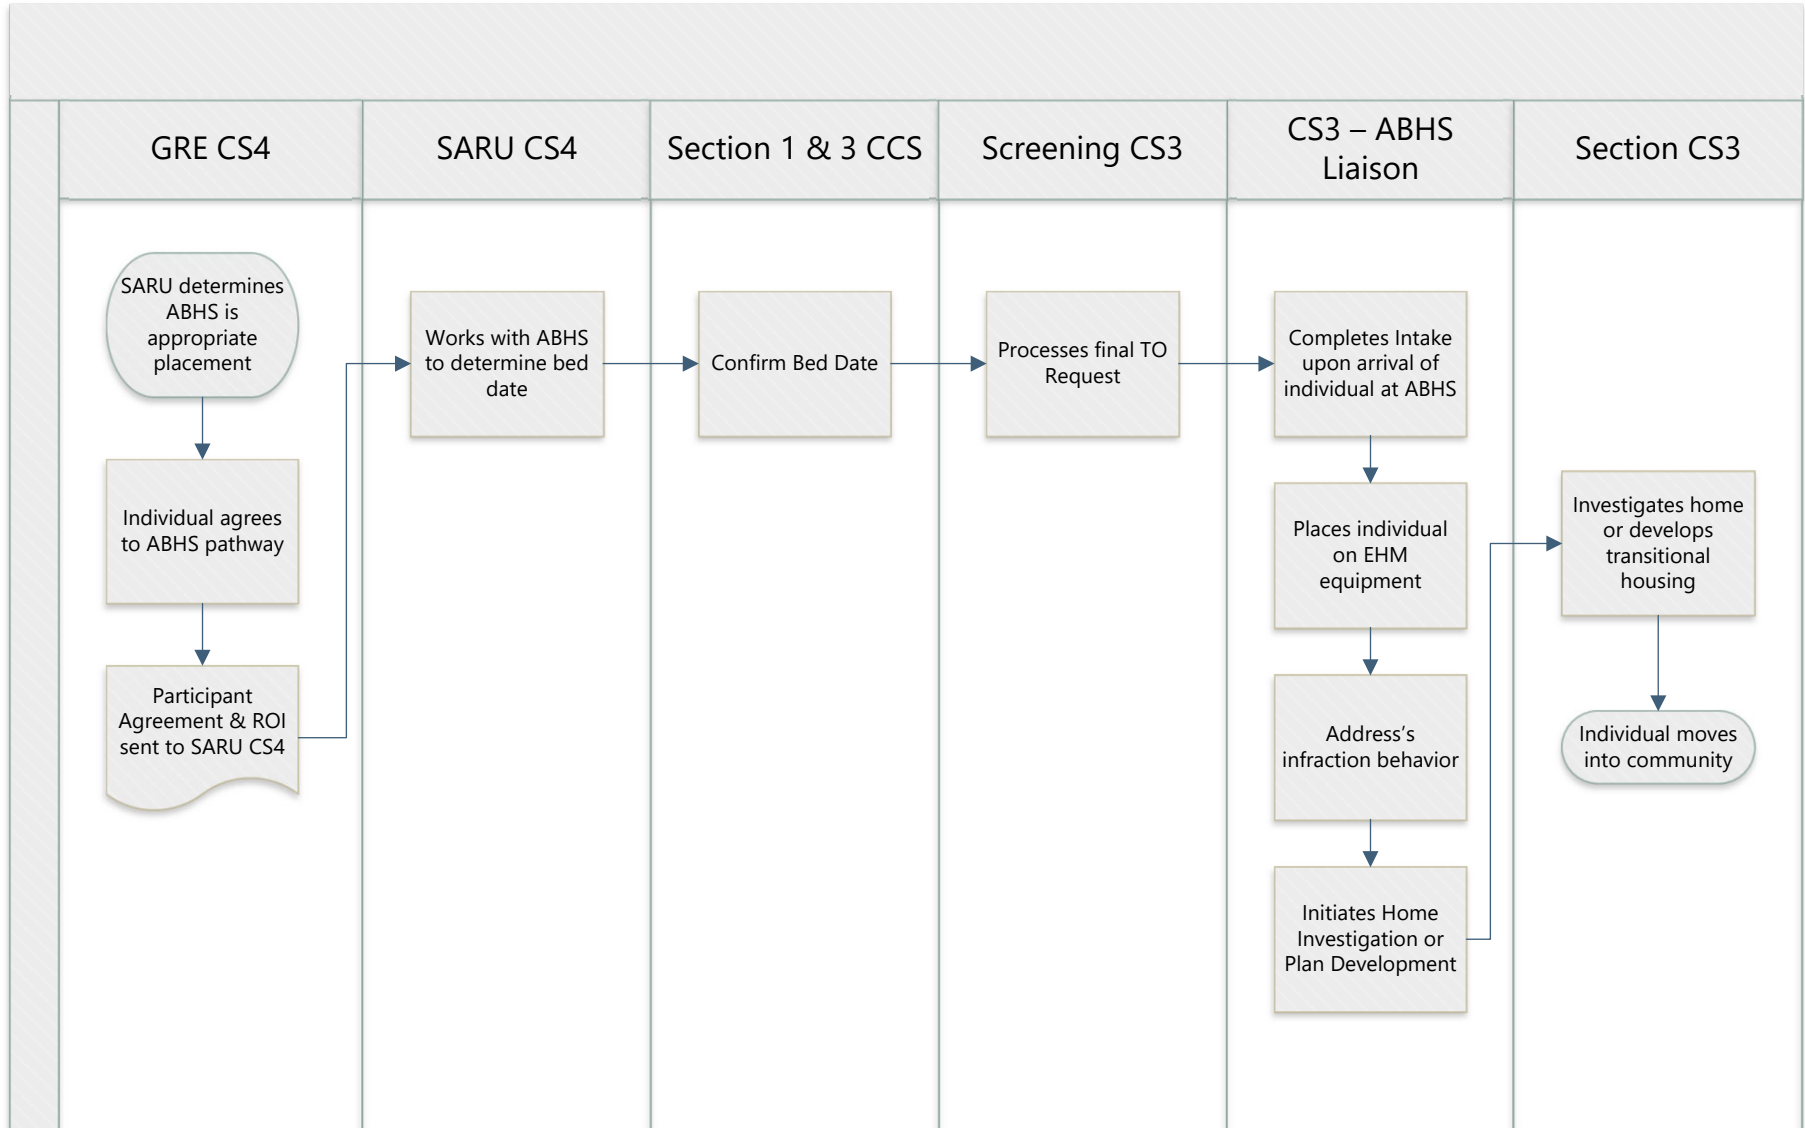 GRE CS4
SARU CS4
Section 1 & 3 CCS
Screening CS3
CS3 – ABHS
Liaison
Section CS3
SARU determines
ABHS is
appropriate
placement
Individual agrees
to ABHS pathway
Participant
Agreement & ROI
sent to SARU CS4
Works with ABHS
to determine bed
date
Confirm Bed Date
Processes final TO
Request
Completes Intake
upon arrival of
individual at ABHS
Places individual
on EHM
equipment
Address's
infraction behavior
Initiates Home
Investigation or
Plan Development
Investigates home
or develops
transitional
housing
Individual moves
into community